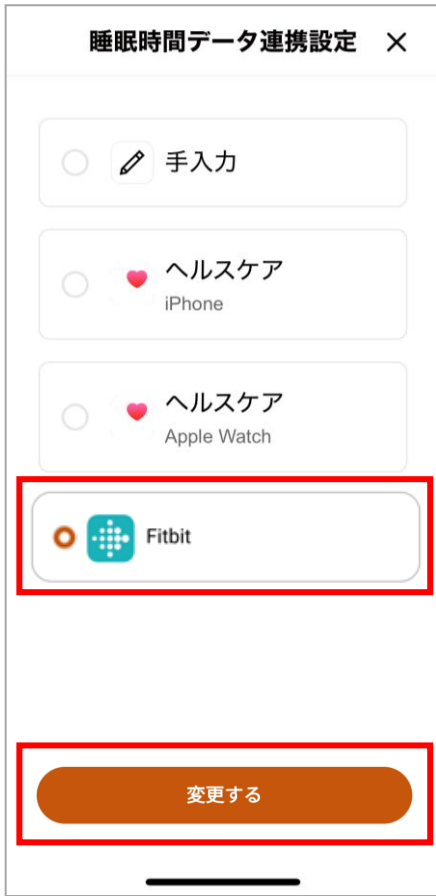 睡眠時間データ連携設定
手入力
ヘルスケア
iPhone
ヘルスケア
Apple Watch
Fitbit
変更する